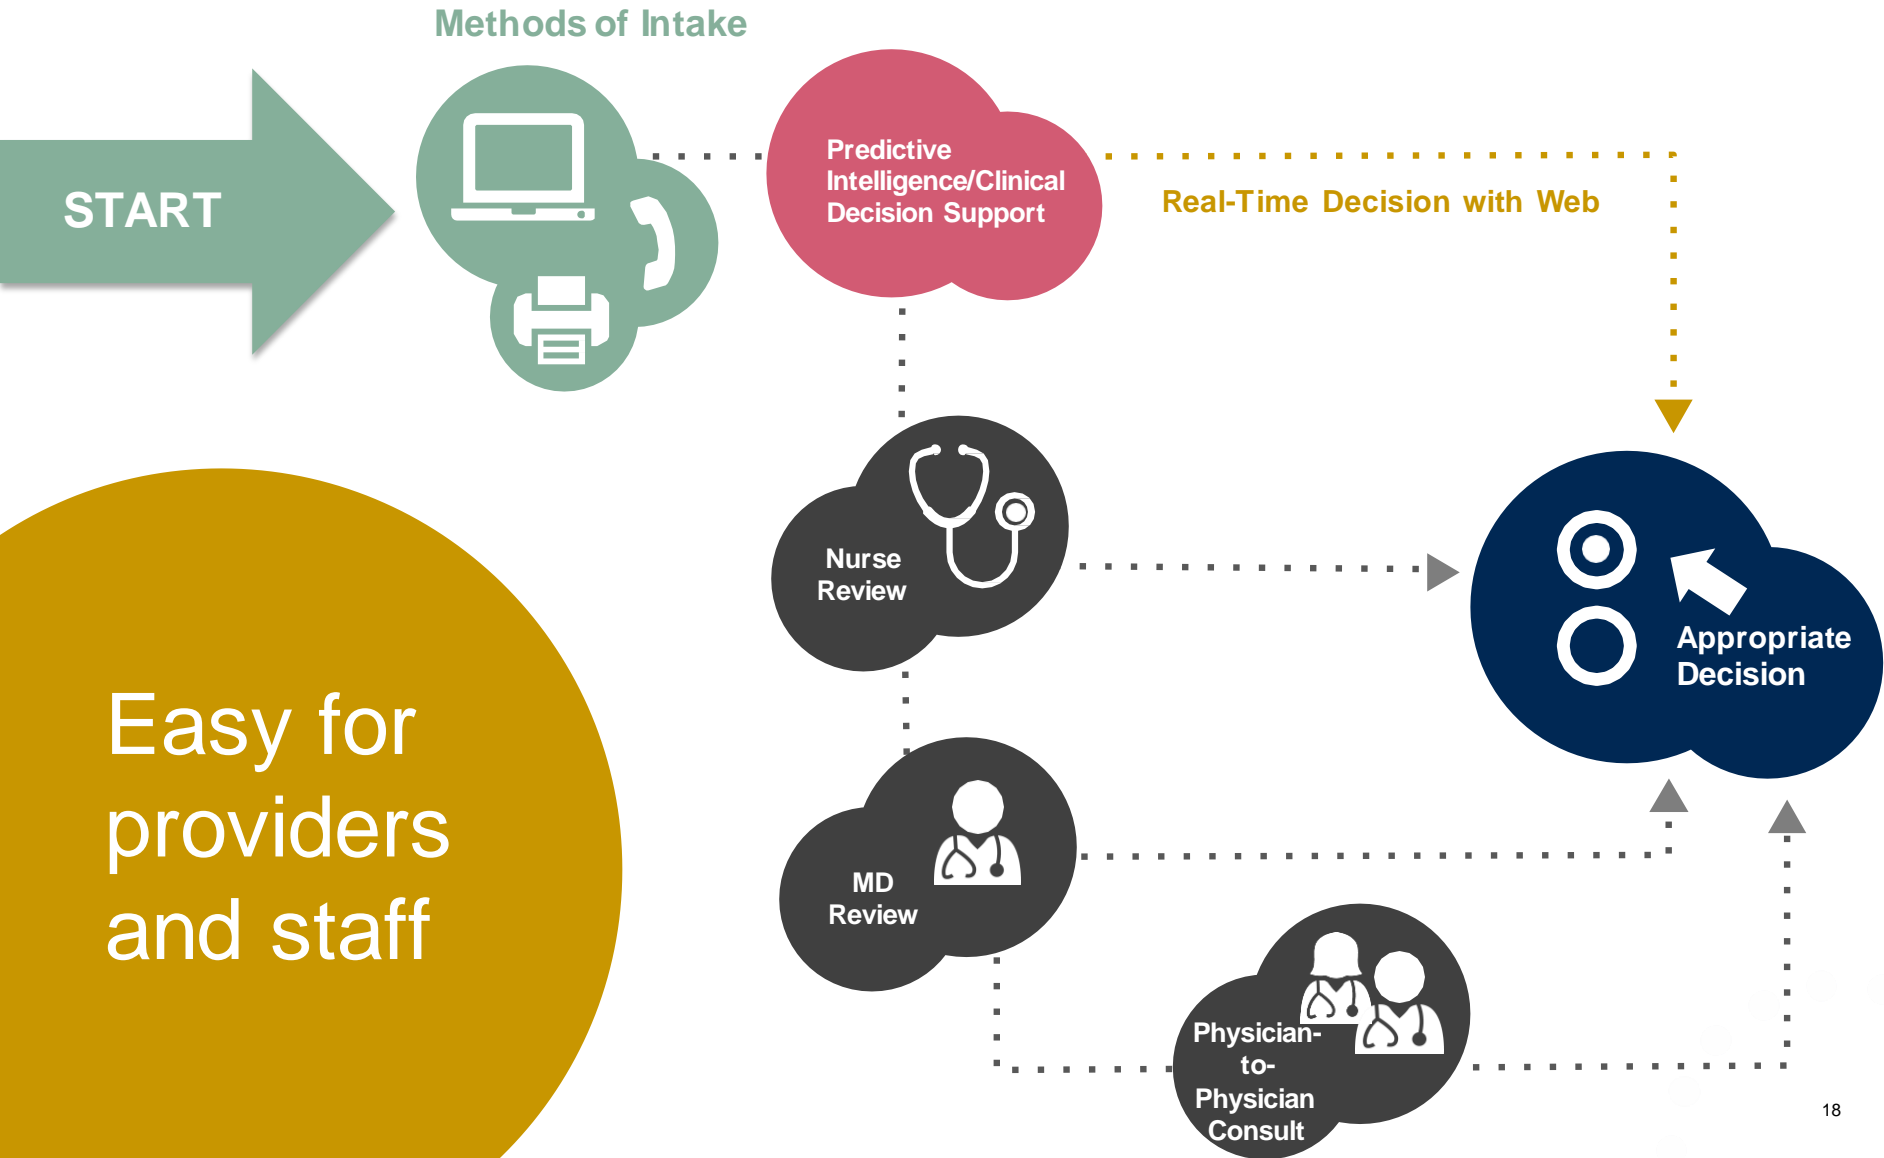 Methods of Intake
START
Predictive
Intelligence/Clinical
Decision Support
Real-Time Decision with Web
Nurse
Review
Appropriate
Decision
Easy for
providers
and staff
MD
Review
Physician-
to-
Physician
Consult
18